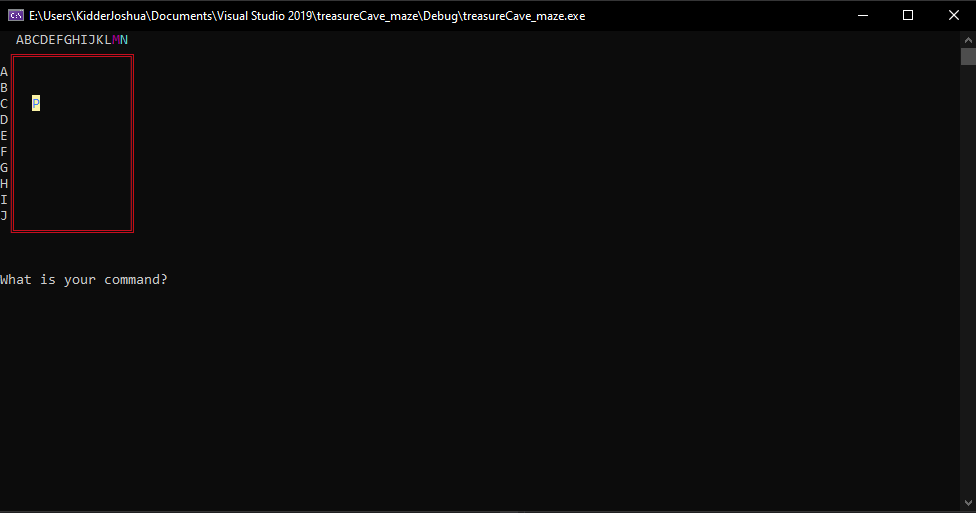 E:\Users\KidderJoshua\Documents\Visual Studio 2019\treasureCave_maze\Debug\treasureCave_maze.exe
ABCDEFGHIJKLMN
A
B
C P
D
E
F
G
H
I
J
What is your command?